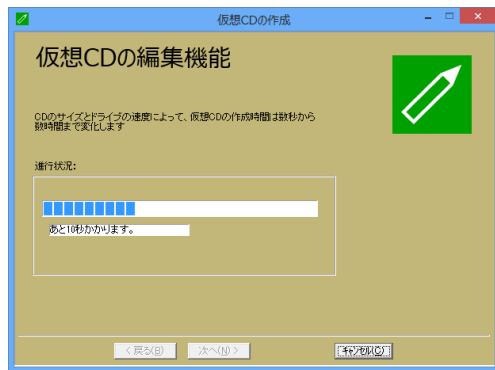 仮想CDの作成
仮想CDの編集機能
CDのサイズとドライブの速度によって、仮想CDの作成時間は数秒から
数時間まで変化します
進行状況:
あと10秒かかります。
< 戻る(B)
次へ(N) >
キャンセル(C)